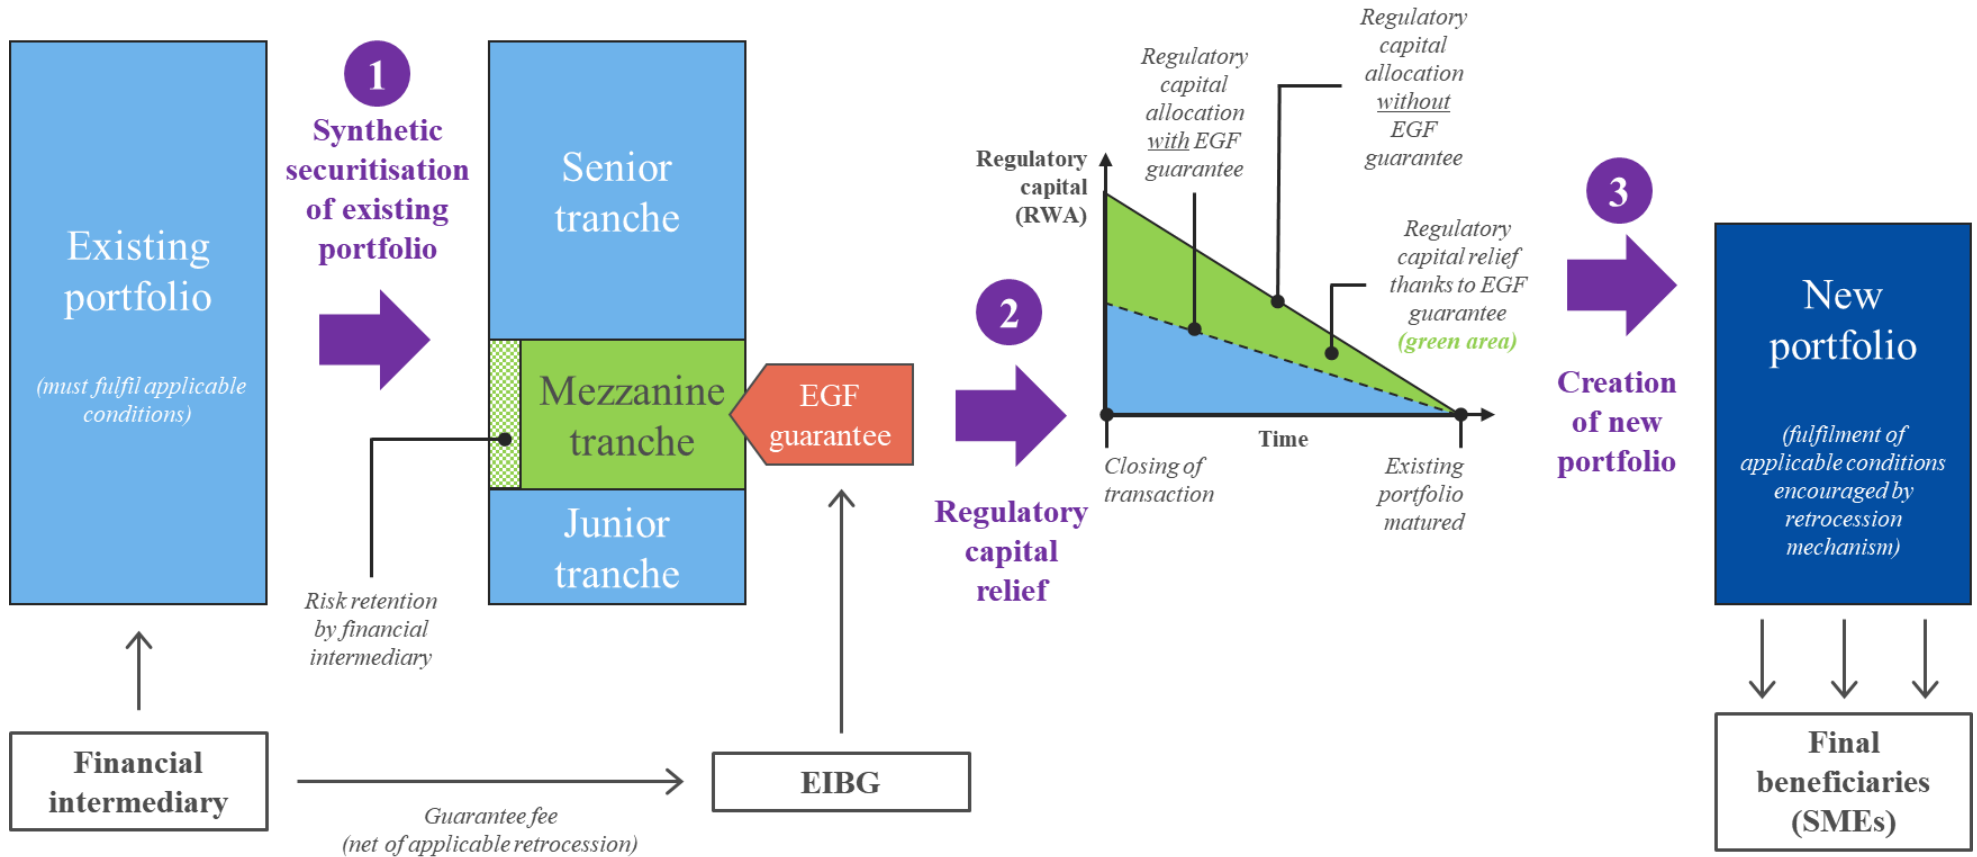 Existing
portfolio
(must fulfil applicable
conditions)
1
Synthetic
securitisation
of existing
portfolio
Senior
tranche
Mezzanine
tranche
Junior
tranche
EGF
guarantee
Risk retention
by financial
intermediary
Financial
intermediary
Guarantee fee
(net of applicable retrocession)
EIBG
2
Regulatory
capital
relief
Regulatory
capital
(RWA)
Regulatory
capital
allocation
with EGF
guarantee
Regulatory
capital
allocation
without
EGF
guarantee
Regulatory
capital relief
thanks to EGF
guarantee
(green area)
Time
Closing of
transaction
Existing
portfolio
matured
3
Creation
of new
portfolio
New
portfolio
(fulfilment of
applicable conditions
encouraged by
retrocession
mechanism)
Final
beneficiaries
(SMEs)